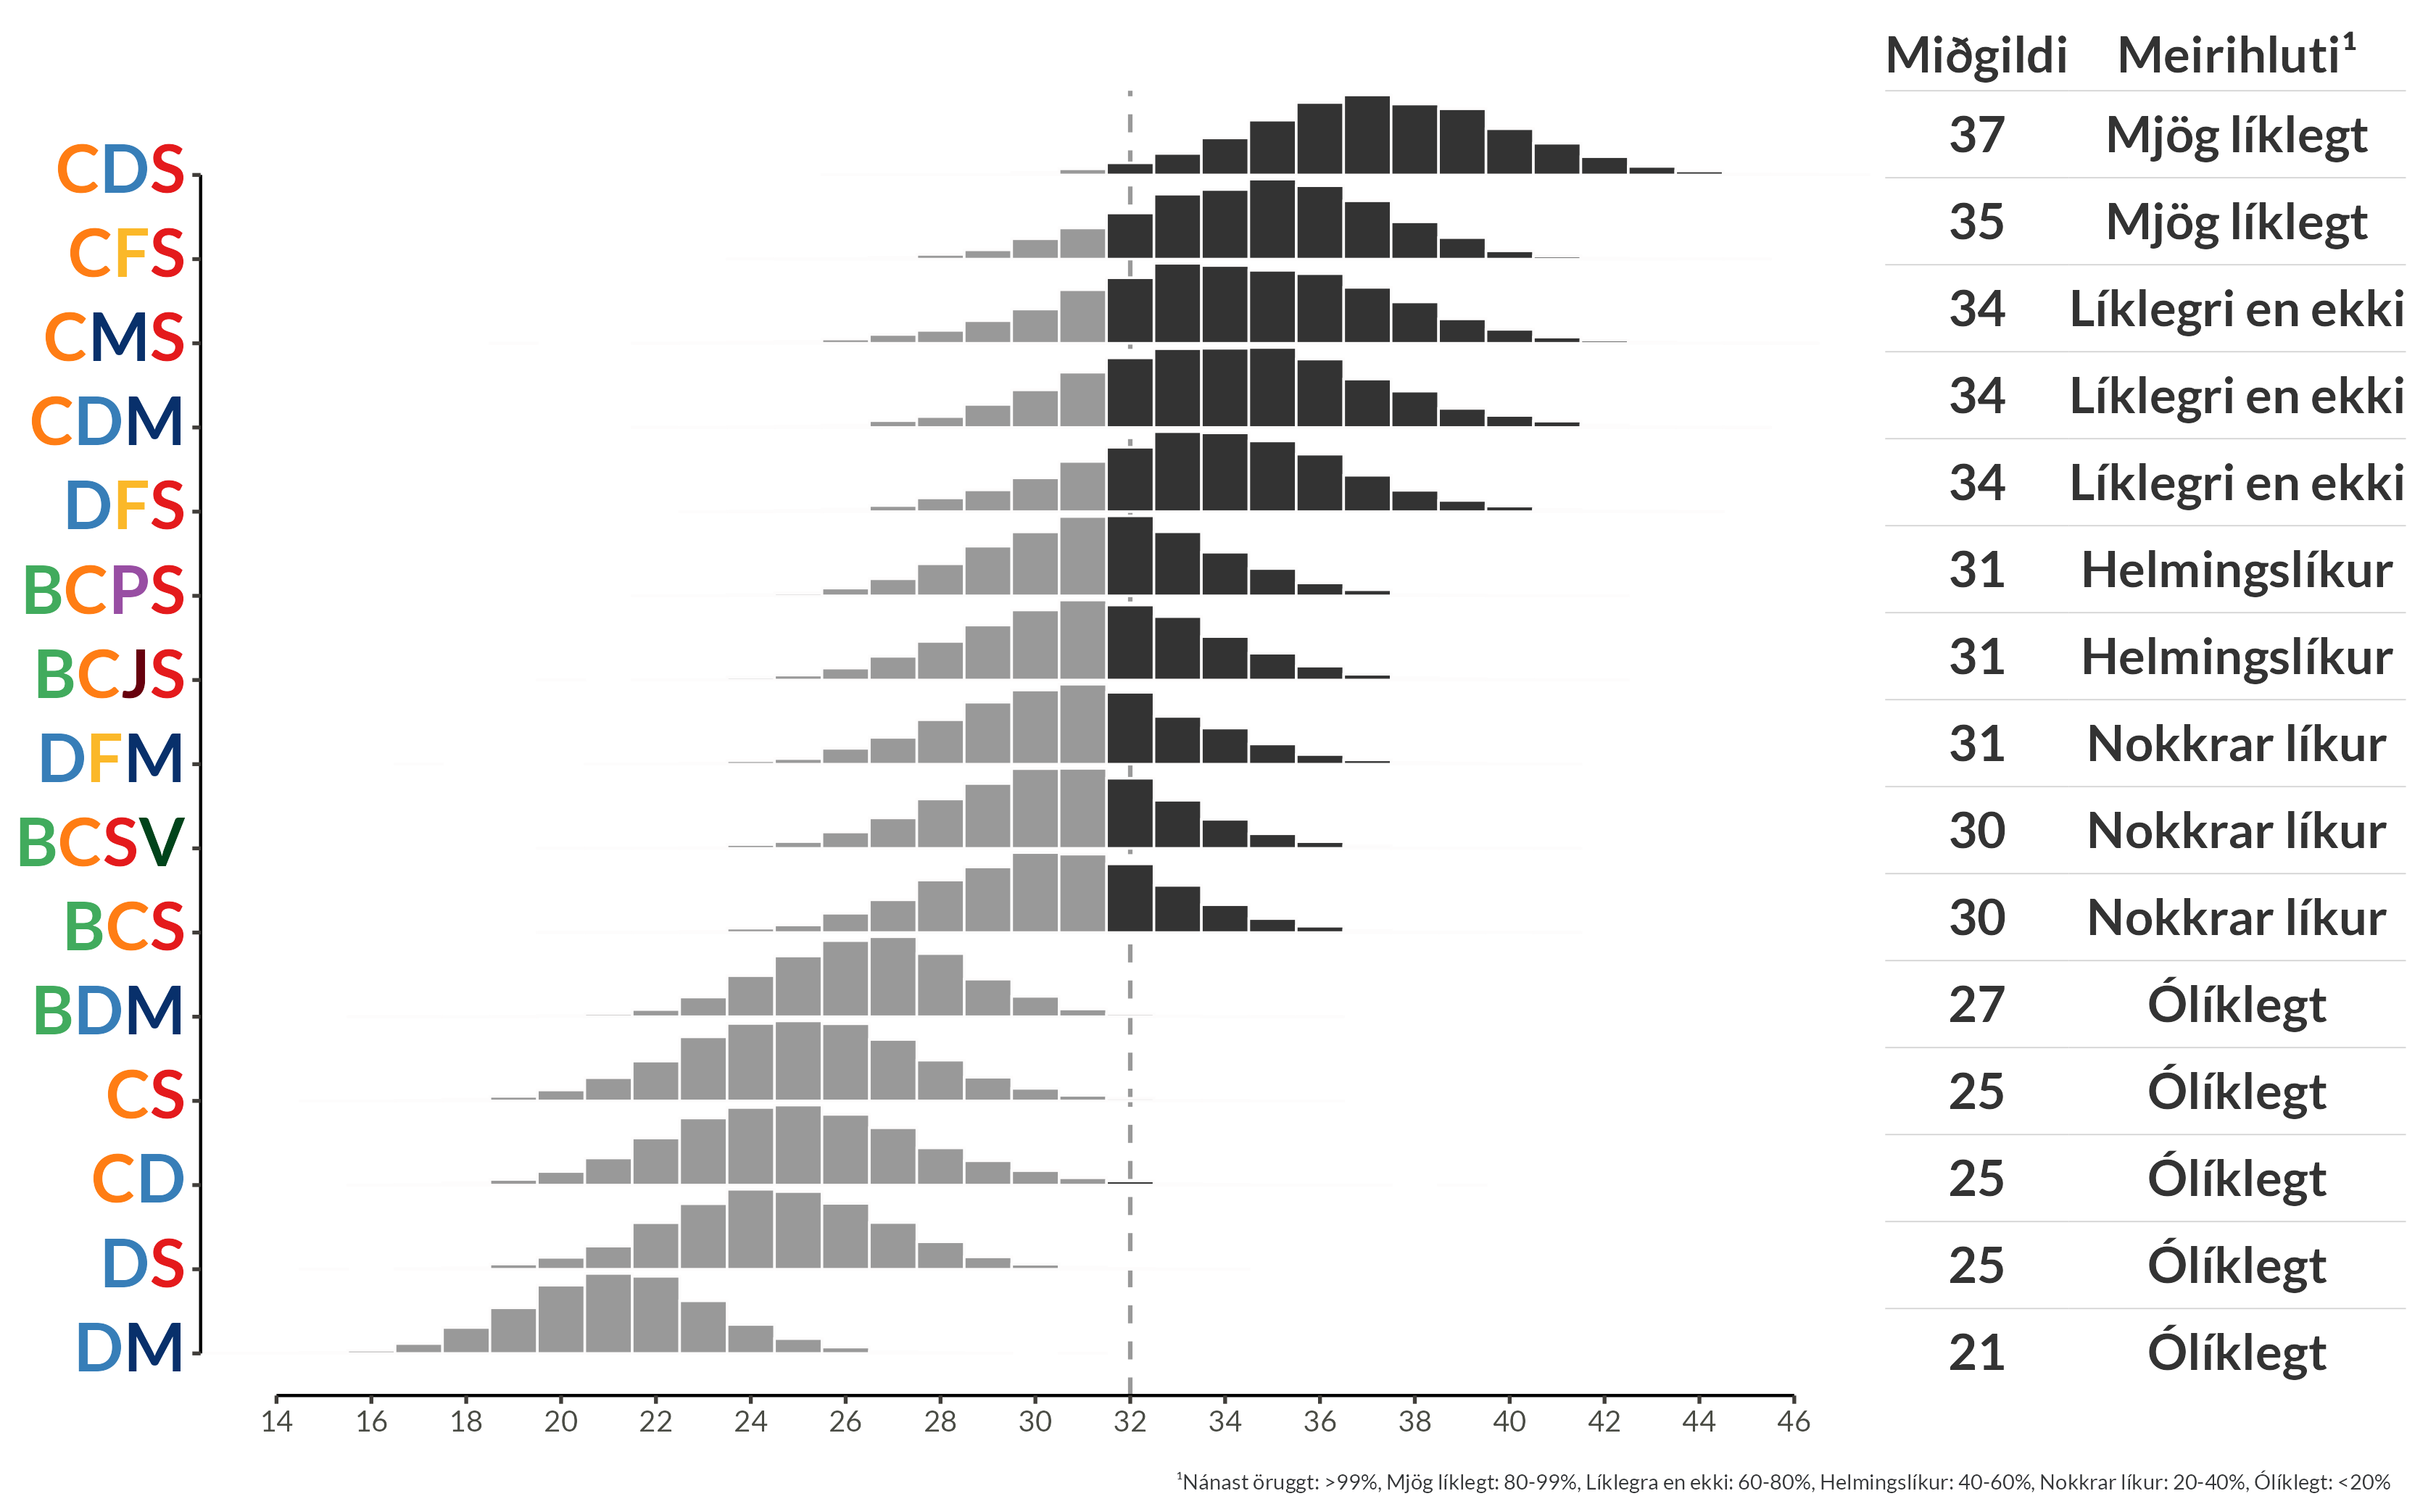 Miðgildi Meirihluti¹
CDS 37 Mjög líklegt
CFS 35 Mjög líklegt
CMS 34 Líklegri en ekki
CDM 34 Líklegri en ekki
DFS 34 Líklegri en ekki
BCPS 31 Helmingslíkur
BCJS 31 Helmingslíkur
DFM 31 Nokkrar líkur
BCSV 30 Nokkrar líkur
BCS 30 Nokkrar líkur
BDM 27 Ólíklegt
CS 25 Ólíklegt
CD 25 Ólíklegt
DS 25 Ólíklegt
DM 21 Ólíklegt
14 16 18 20 22 24 26 28 30 32 34 36 38 40 42 44 46
¹Nánast öruggt: >99%, Mjög líklegt: 80-99%, Líklegra en ekki: 60-80%, Helmingslíkur: 40-60%, Nokkrar líkur: 20-40%, Ólíklegt: <20%